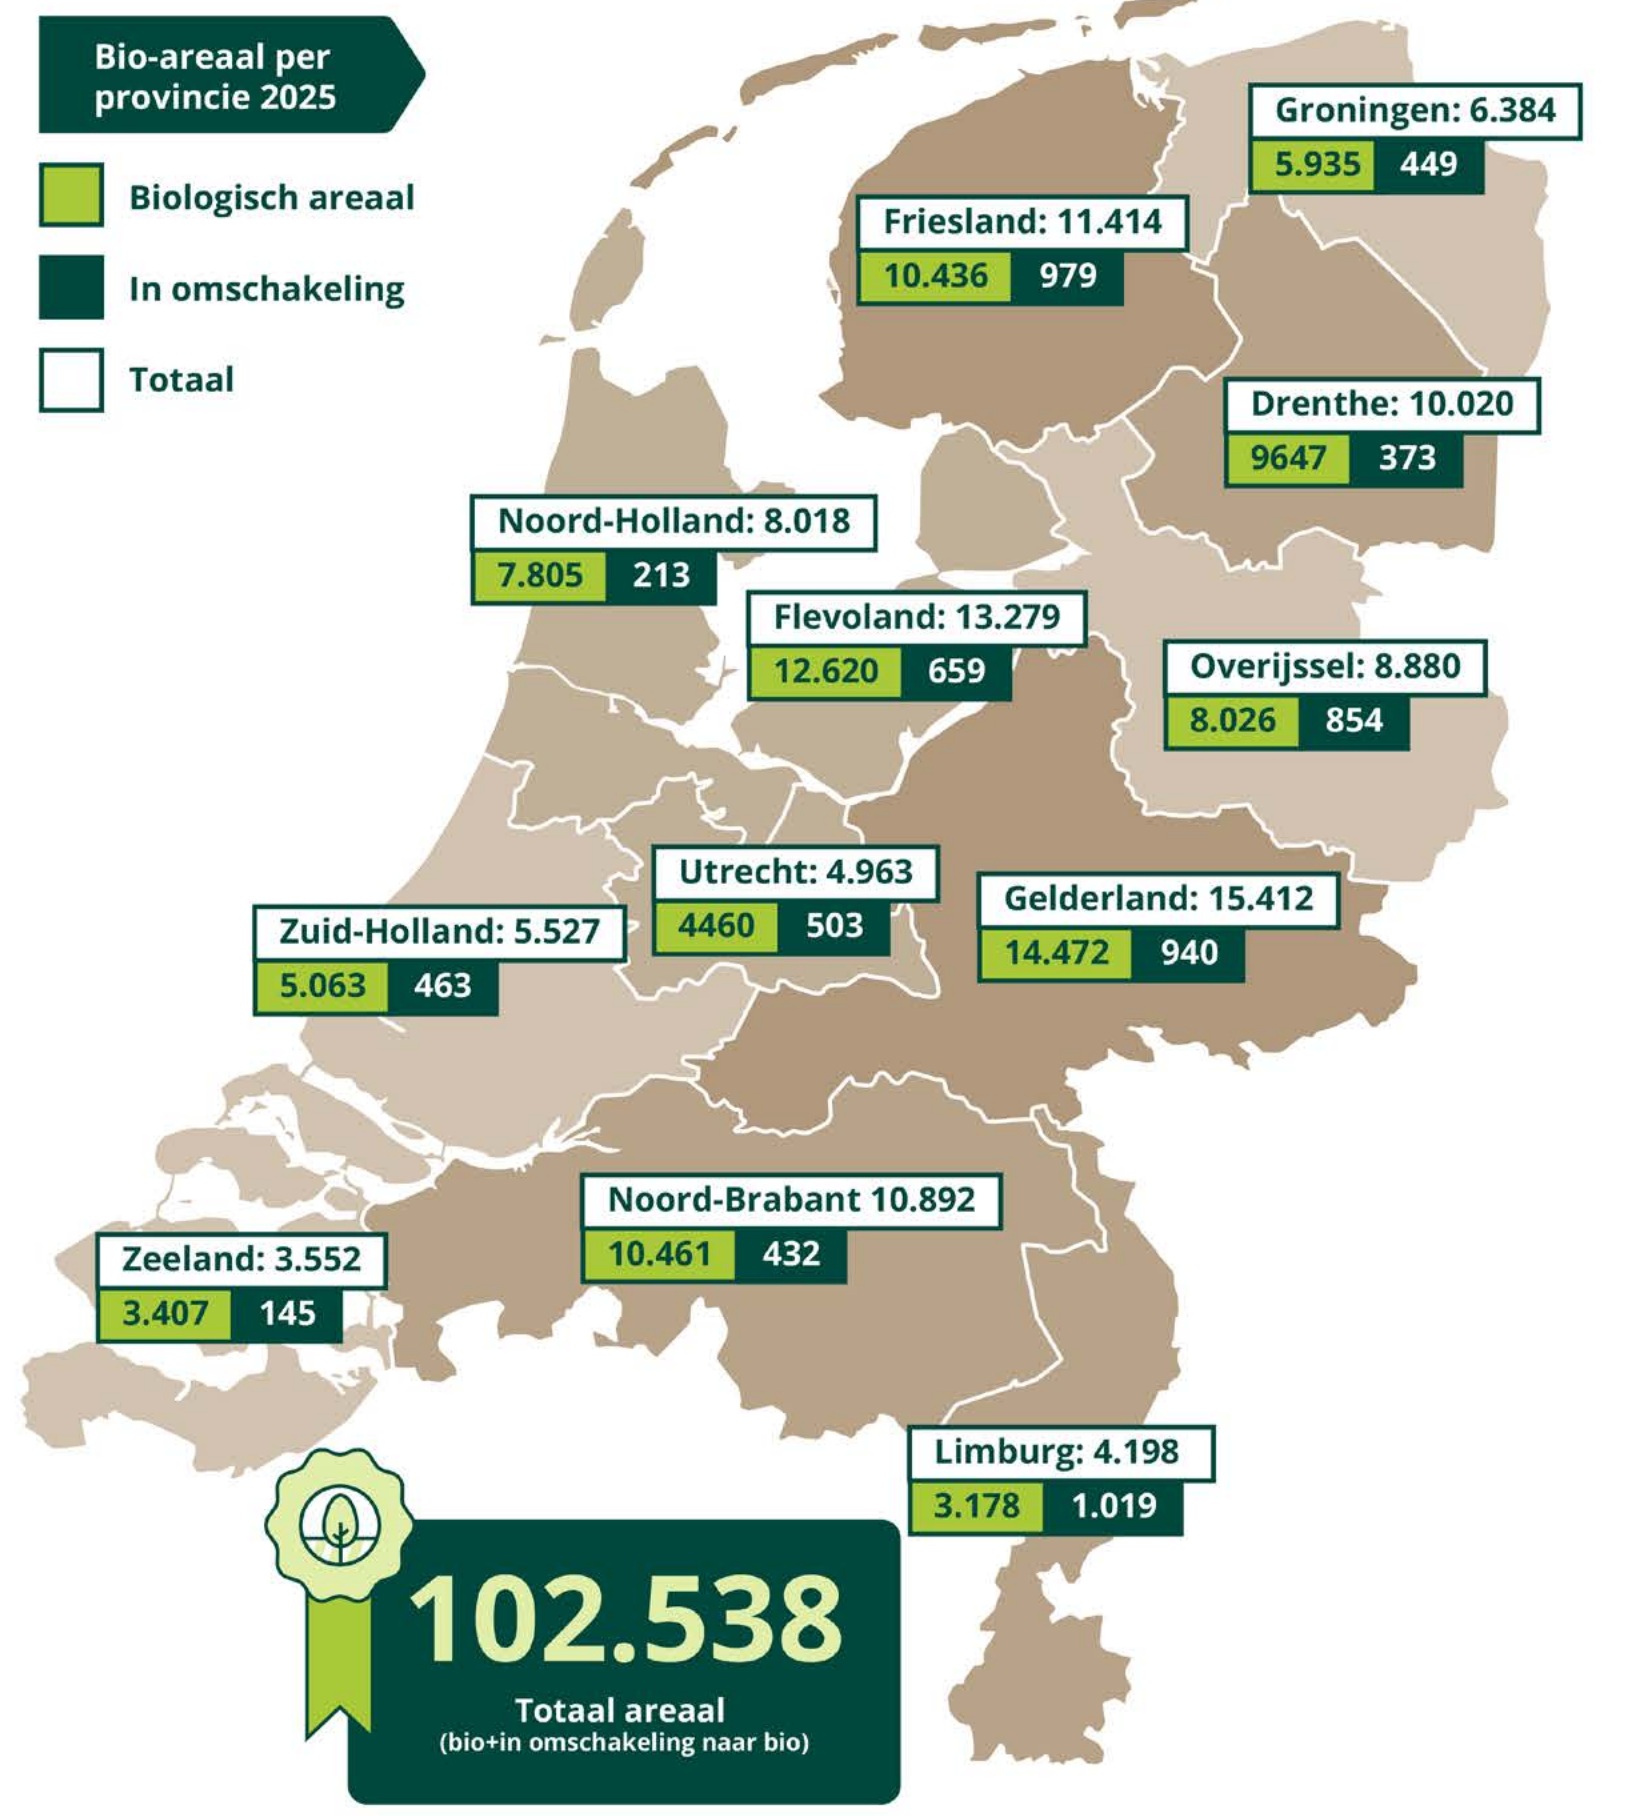 Bio-areaal per
provincie 2025
Biologisch areaal
In omschakeling
Totaal
Groningen: 6.384
5.935 449
Friesland: 11.414
10.436 979
Drenthe: 10.020
9647 373
Noord-Holland: 8.018
7.805 213
Flevoland: 13.279
12.620 659
Overijssel: 8.880
8.026 854
Utrecht: 4.963
4460 503
Gelderland: 15.412
14.472 940
Zuid-Holland: 5.527
5.063 463
Noord-Brabant 10.892
10.461 432
Zeeland: 3.552
3.407 145
Limburg: 4.198
3.178 1.019
102.538
Totaal areaal
(bio+in omschakeling naar bio)